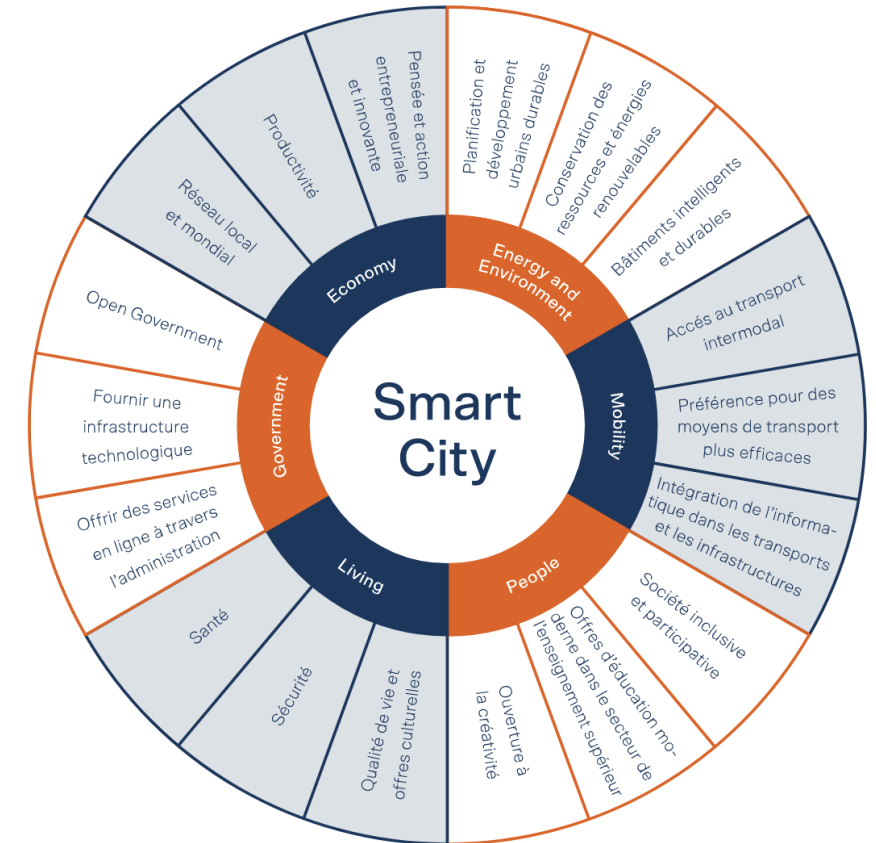 Smart
City
Energy and
Environment
Planification et
développement
urbains durables
Conservation des
ressources et énergies
renouvelables
Bâtiments intelligents
et durables
Mobility
Accés au transport
intermodal
Préférence pour des
moyens de transport
plus efficaces
Intégration de l'informa-
tique dans les transports
et les infrastructures
People
Société inclusive
et participative
Offres d'éducation mo-
derne dans le secteur de
l'enseignement supérieur
Ouverture à
la créativité
Living
Qualité de vie et
offres culturelles
Sécurité
Santé
Government
Offrir des services
en ligne à travers
l'administration
Fournir une
infrastructure
technologique
Open Government
Economy
Réseau local
et mondial
Productivité
Pensée et action
entrepreneuriale
et innovante